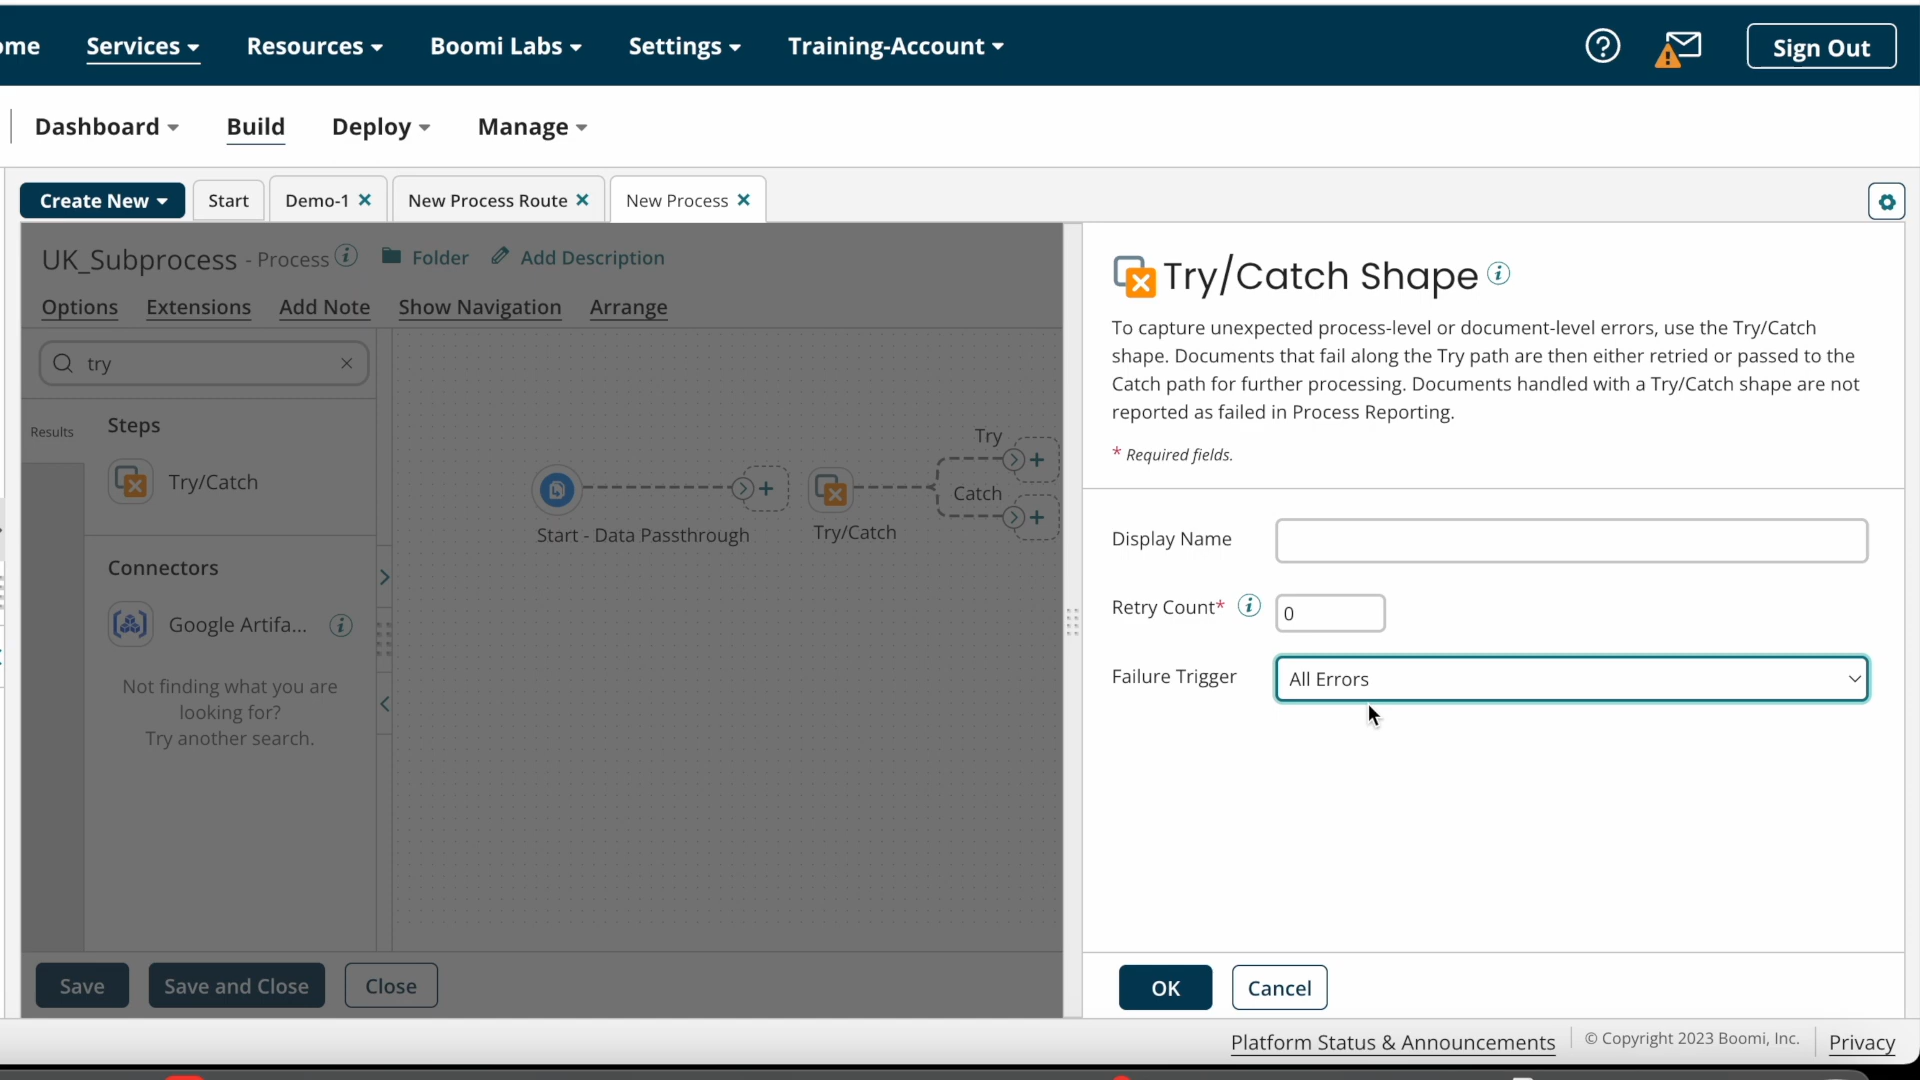 ome
Services
Resources
Boomi Labs
Settings
Training-Account
Sign Out
Dashboard
Build
Deploy
Manage
Create New
Start
Demo-1
New Process Route
New Process
UK_Subprocess - Process
Folder
Add Description
Options
Extensions
Add Note
Show Navigation
Arrange
try
Results
Steps
Try/Catch
Connectors
Google Artifa...
Not finding what you are
looking for?
Try another search.
Start - Data Passthrough
Try/Catch
Try
Catch
Save
Save and Close
Close
Try/Catch Shape
To capture unexpected process-level or document-level errors, use the Try/Catch
shape. Documents that fail along the Try path are then either retried or passed to the
Catch path for further processing. Documents handled with a Try/Catch shape are not
reported as failed in Process Reporting.
* Required fields.
Display Name
Retry Count*
0
Failure Trigger
All Errors
OK
Cancel
Platform Status & Announcements
© Copyright 2023 Boomi, Inc.
Privacy